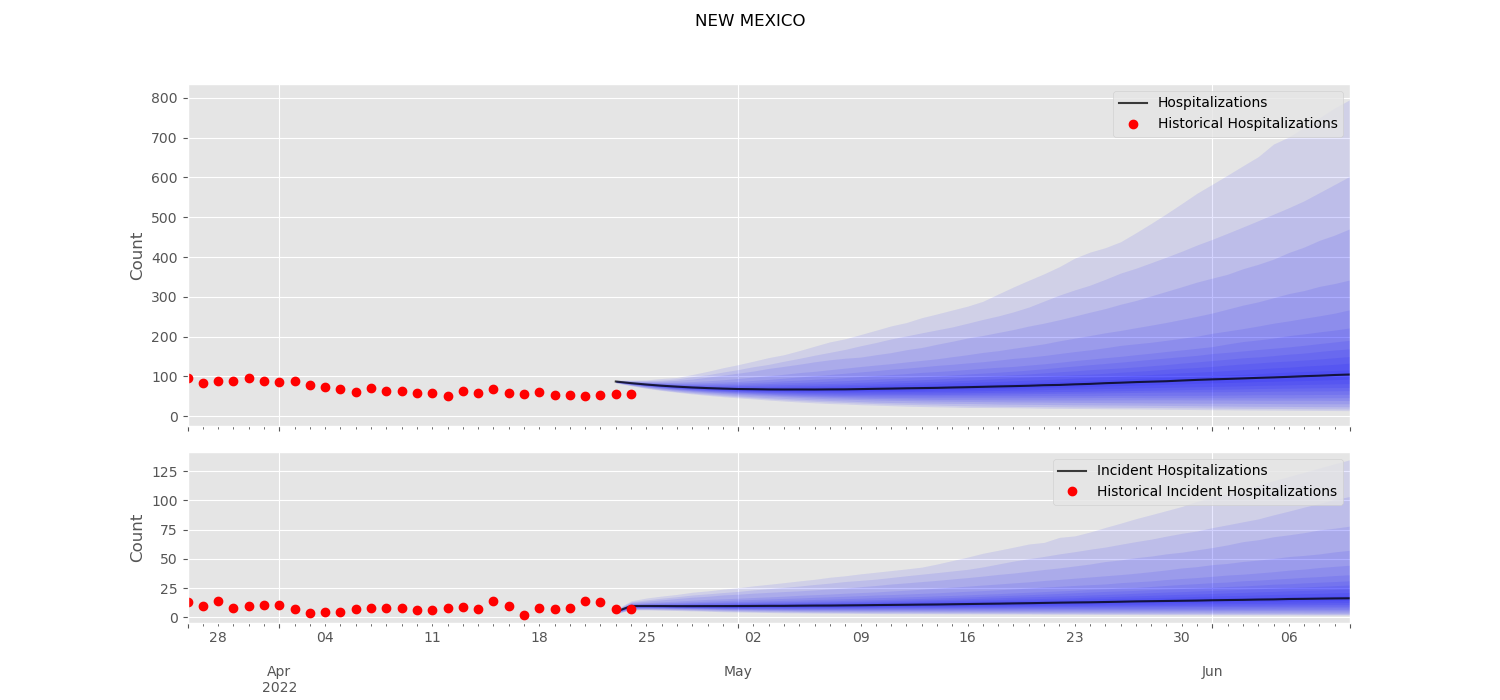 NEW MEXICO
800
700
600
500
400
300
200
100
0
Count
Hospitalizations
Historical Hospitalizations
125
100
75
50
25
0
Count
Incident Hospitalizations
Historical Incident Hospitalizations
28 04 11 18 25 02 09 16 23 30 06
Apr May Jun
2022